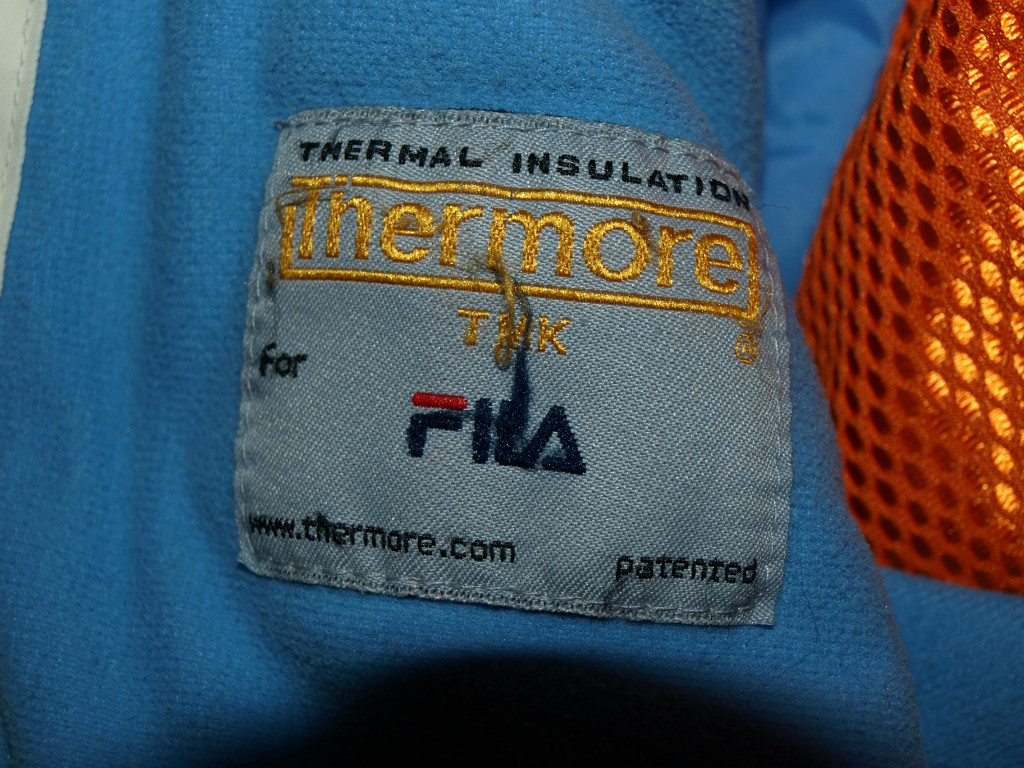 THERMAL INSULATION
Thermore
®
TMK
for
FILA
www.thermore.com
patented